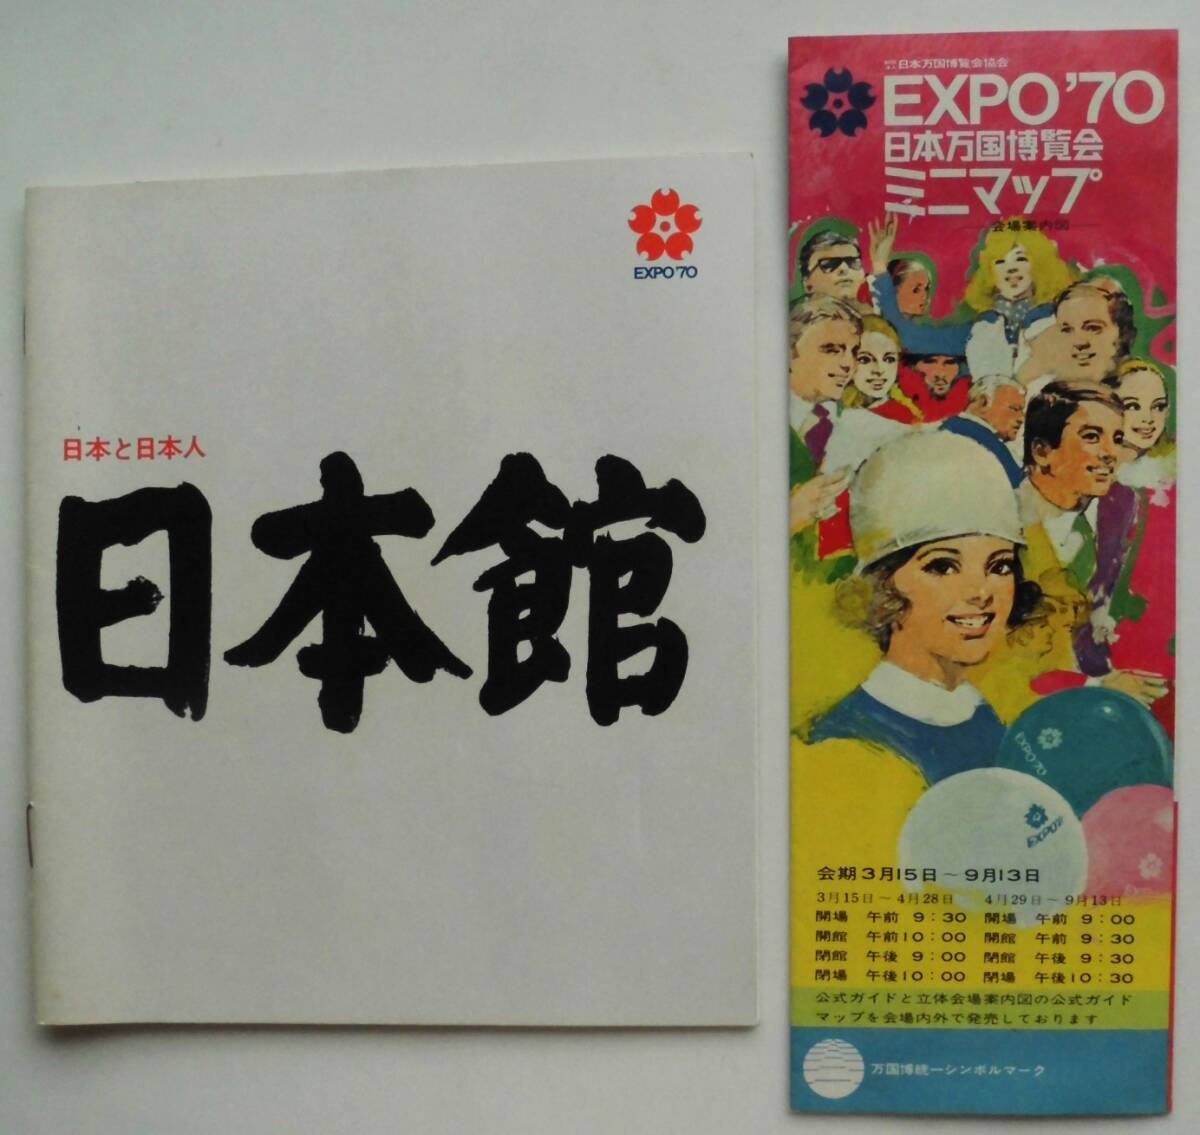 EXPO'70
日本と日本人
日本館
財団法人 日本万国博覧会協会
EXPO'70
日本万国博覧会
ミニマップ
会場案内図
EXPO'70
EXPO'70
会期3月15日～9月13日
3月15日～4月28日 4月29日～9月13日
開場 午前 9：30 開場 午前 9：00
開館 午前10：00 開館 午前 9：30
閉館 午後 9：00 閉館 午後 9：30
閉場 午後10：00 閉場 午後10：30
公式ガイドと立体会場案内図の公式ガイド
マップを会場内外で発売しております
万国博統一シンボルマーク